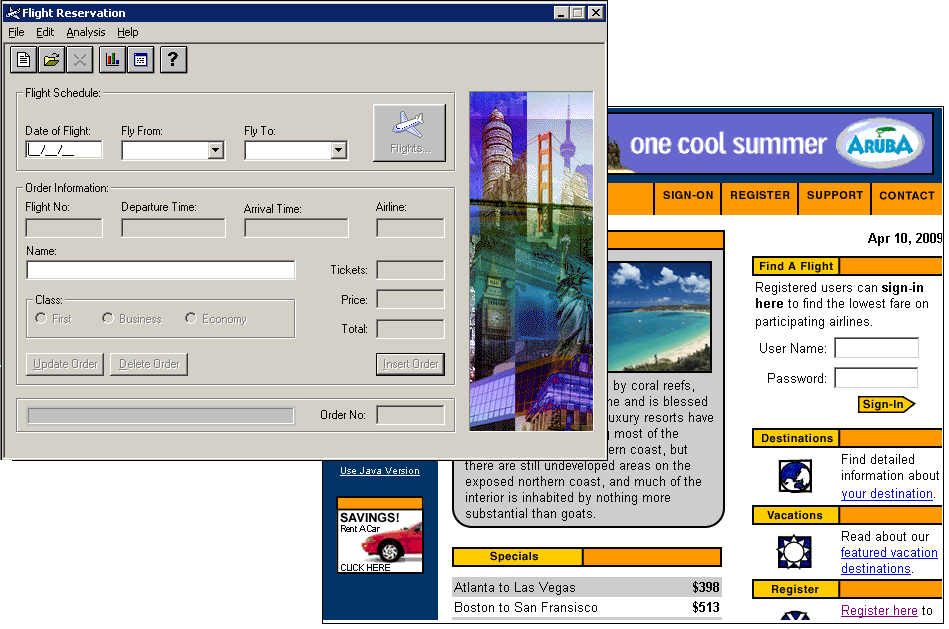 Flight Reservation
File Edit Analysis Help
?
Flight Schedule:
Date of Flight: Fly From: Fly To:
__/__/__
Flights...
Order Information:
Flight No: Departure Time: Arrival Time: Airline:
Name:
Tickets:
Class:
First Business Economy
Price:
Total:
Update Order Delete Order Insert Order
Order No:
one cool summer ARUBA
SIGN-ON REGISTER SUPPORT CONTACT
Apr 10, 2009
Find A Flight
Registered users can sign-in
here to find the lowest fare on
participating airlines.
User Name:
Password:
Sign-In
by coral reefs,
me and is blessed
uxury resorts have
g most of the
ern coast, but
there are still undeveloped areas on the
exposed northern coast, and much of the
interior is inhabited by nothing more
substantial than goats.
Use Java Version
SAVINGS!
Rent A Car
CLICK HERE
Specials
Atlanta to Las Vegas $398
Boston to San Fransisco $513
Destinations
Find detailed
information about
your destination.
Vacations
Read about our
featured vacation
destinations.
Register
Register here to